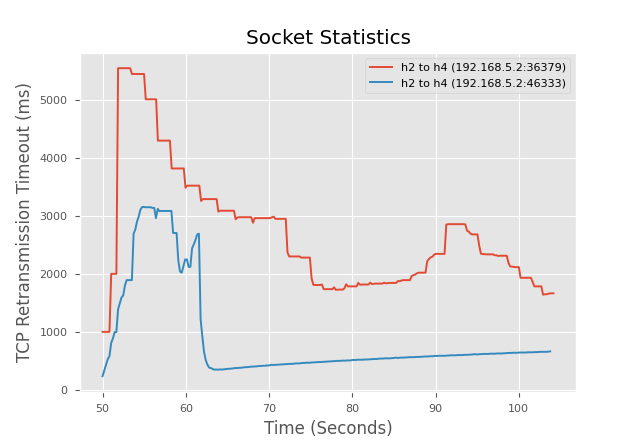 Socket Statistics
h2 to h4 (192.168.5.2:36379)
h2 to h4 (192.168.5.2:46333)
TCP Retransmission Timeout (ms)
5000
4000
3000
2000
1000
0
50 60 70 80 90 100
Time (Seconds)